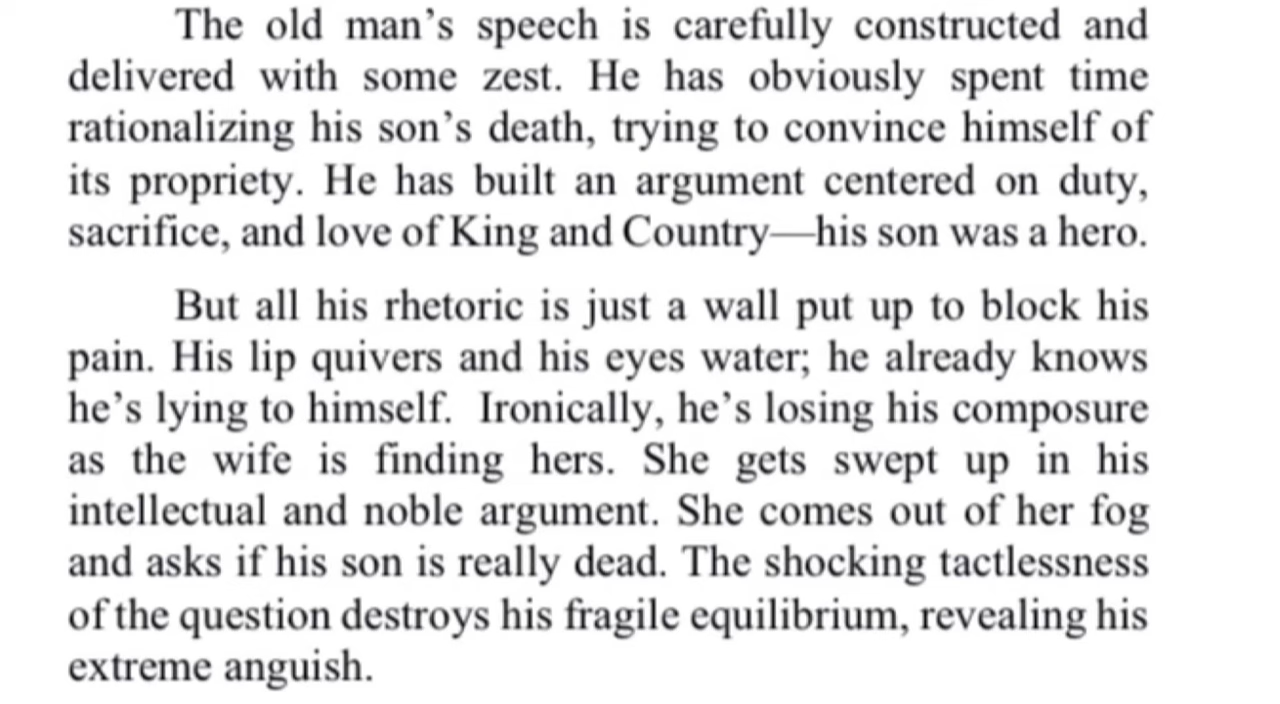 The old man’s speech is carefully constructed and
delivered with some zest. He has obviously spent time
rationalizing his son’s death, trying to convince himself of
its propriety. He has built an argument centered on duty,
sacrifice, and love of King and Country—his son was a hero.
But all his rhetoric is just a wall put up to block his
pain. His lip quivers and his eyes water; he already knows
he’s lying to himself.  Ironically, he’s losing his composure
as the wife is finding hers. She gets swept up in his
intellectual and noble argument. She comes out of her fog
and asks if his son is really dead. The shocking tactlessness
of the question destroys his fragile equilibrium, revealing his
extreme anguish.